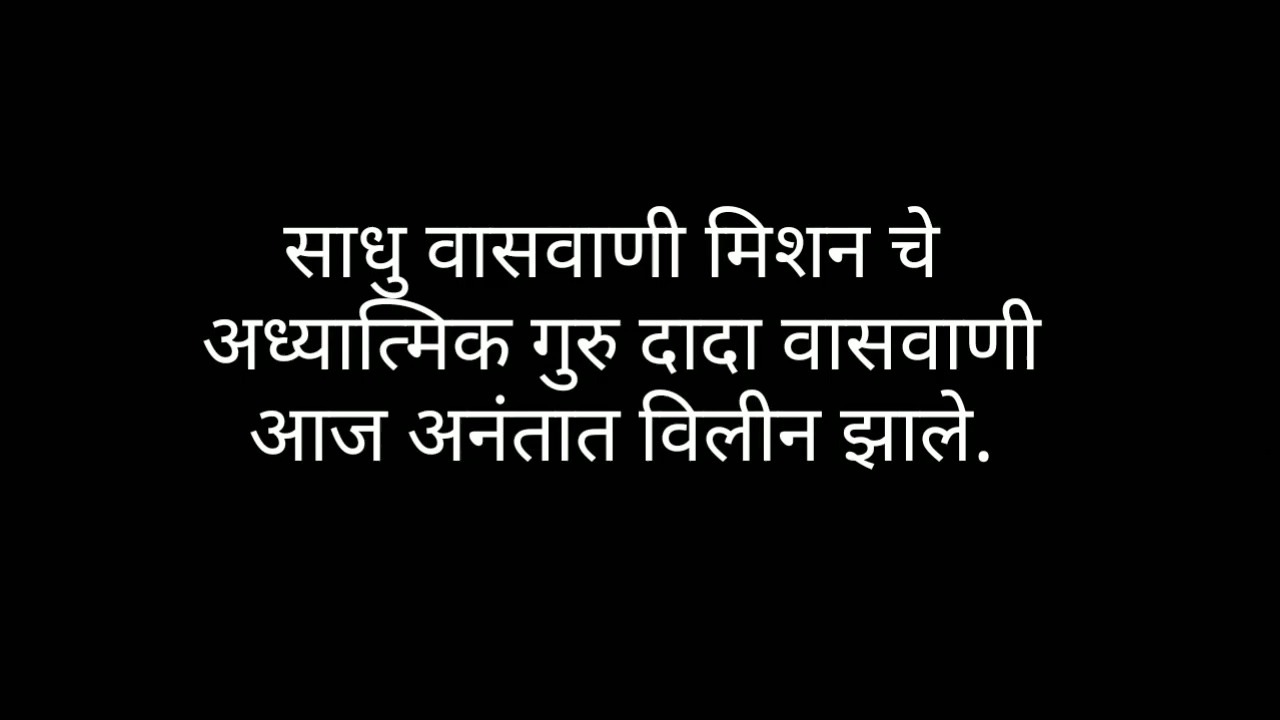 साधु वासवाणी मिशन चे
अध्यात्मिक गुरु दादा वासवाणी
आज अनंतात विलीन झाले.